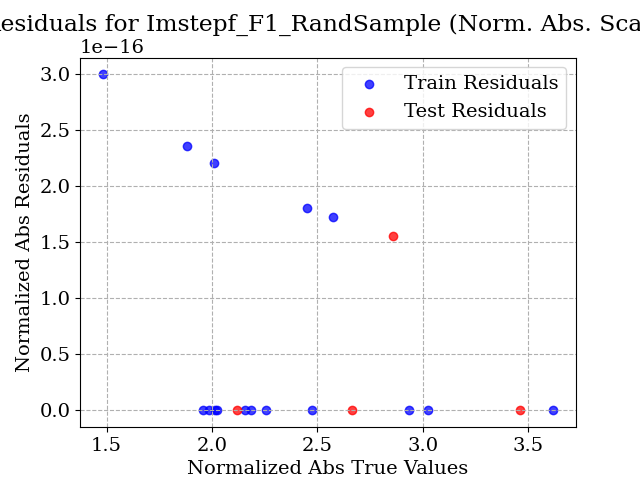 esiduals for Imstepf_F1_RandSample (Norm. Abs. Sca
1e−16
Train Residuals
Test Residuals
3.0
2.5
2.0
1.5
1.0
0.5
0.0
Normalized Abs Residuals
1.5 2.0 2.5 3.0 3.5
Normalized Abs True Values